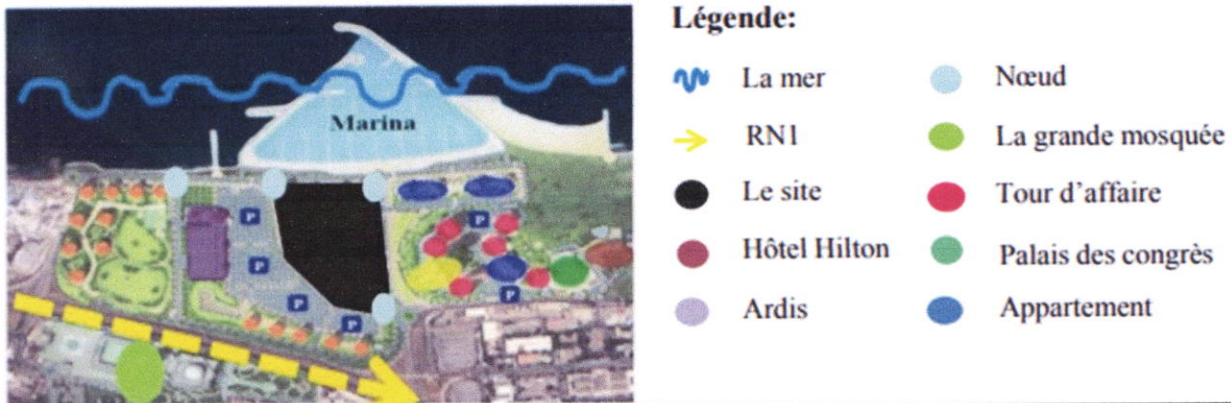 Légende:
La mer
Nœud
Marina
RN1
La grande mosquée
Le site
Tour d'affaire
P
P
Hôtel Hilton
Palais des congrès
P
P
P
P
Ardis
Appartement